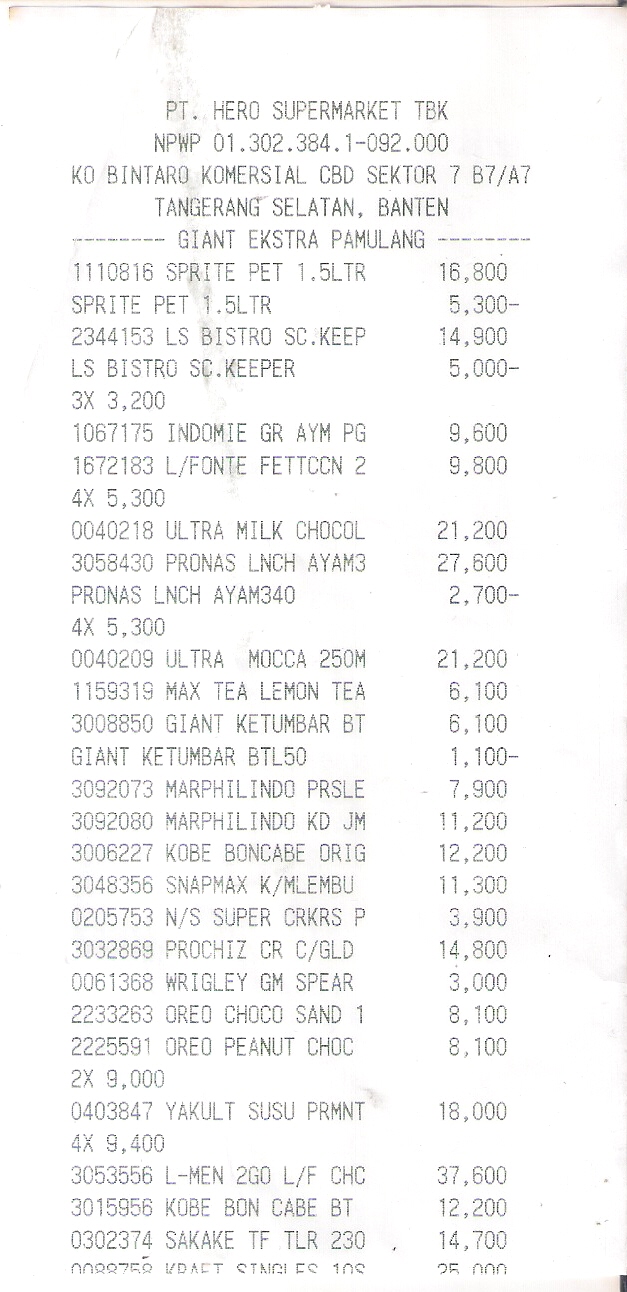 PT. HERO SUPERMARKET TBK
NPWP 01.302.384.1-092.000
KO BINTARO KOMERSIAL CBD SEKTOR 7 B7/A7
TANGERANG SELATAN, BANTEN
-------- GIANT EKSTRA PAMULANG --------
1110816 SPRITE PET 1.5LTR 16,800
SPRITE PET 1.5LTR 5,300-
2344153 LS BISTRO SC.KEEP 14,900
LS BISTRO SC.KEEPER 5,000-
3X 3,200
1067175 INDOMIE GR AYM PG 9,600
1672183 L/FONTE FETTCCN 2 9,800
4X 5,300
0040218 ULTRA MILK CHOCOL 21,200
3058430 PRONAS LNCH AYAM3 27,600
PRONAS LNCH AYAM340 2,700-
4X 5,300
0040209 ULTRA MOCCA 250M 21,200
1159319 MAX TEA LEMON TEA 6,100
3008850 GIANT KETUMBAR BT 6,100
GIANT KETUMBAR BTL50 1,100-
3092073 MARPHILINDO PRSLE 7,900
3092080 MARPHILINDO KD JM 11,200
3006227 KOBE BONCABE ORIG 12,200
3048356 SNAPMAX K/MLEMBU 11,300
0205753 N/S SUPER CRKRS P 3,900
3032869 PROCHIZ CR C/GLD 14,800
0061368 WRIGLEY GM SPEAR 3,000
2233263 OREO CHOCO SAND 1 8,100
2225591 OREO PEANUT CHOC 8,100
2X 9,000
0403847 YAKULT SUSU PRMNT 18,000
4X 9,400
3053556 L-MEN 2GO L/F CHC 37,600
3015956 KOBE BON CABE BT 12,200
0302374 SAKAKE TF TLR 230 14,700
KRAFT SINGLES 10S 25,000